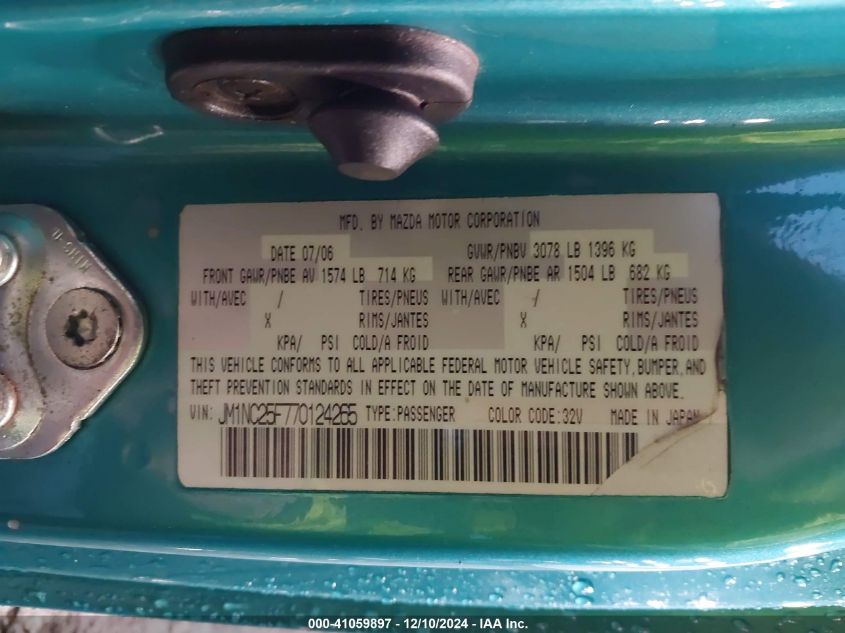 MFD. BY MAZDA MOTOR CORPORATION
DATE 07/06 GVWR/PNBV 3078 LB 1396 KG
FRONT GAWR/PNBE AV 1574 LB 714 KG REAR GAWR/PNBE AR 1504 LB 682 KG
WITH/AVEC / TIRES/PNEUS WITH/AVEC / TIRES/PNEUS
X RIMS/JANTES X RIMS/JANTES
KPA/ PSI COLD/A FROID KPA/ PSI COLD/A FROID
THIS VEHICLE CONFORMS TO ALL APPLICABLE FEDERAL MOTOR VEHICLE SAFETY, BUMPER, AND
THEFT PREVENTION STANDARDS IN EFFECT ON THE DATE OF MANUFACTURE SHOWN ABOVE.
VIN: JM1NC25F770124265 TYPE:PASSENGER COLOR CODE:32V MADE IN JAPAN
000-41059897 - 12/10/2024 - IAA Inc.